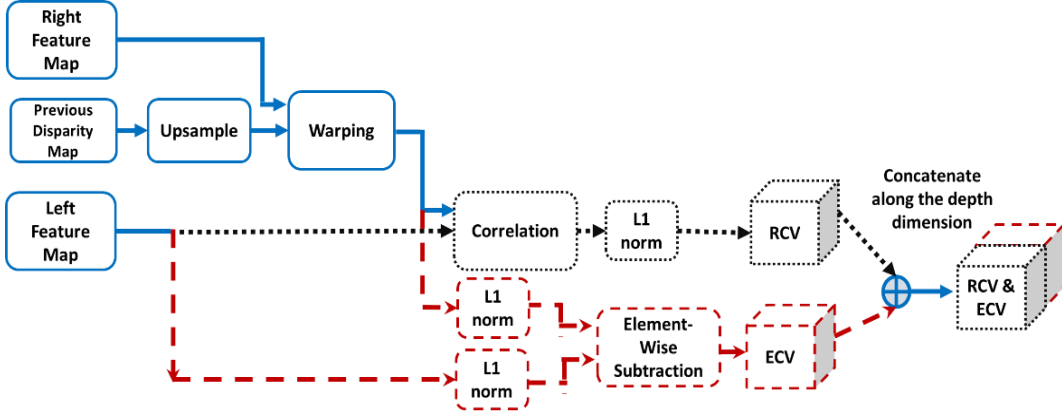 Right
Feature
Map
Previous
Disparity
Map
Upsample
Warping
Left
Feature
Map
Correlation
L1
norm
RCV
Concatenate
along the depth
dimension
RCV &
ECV
L1
norm
L1
norm
Element-
Wise
Subtraction
ECV